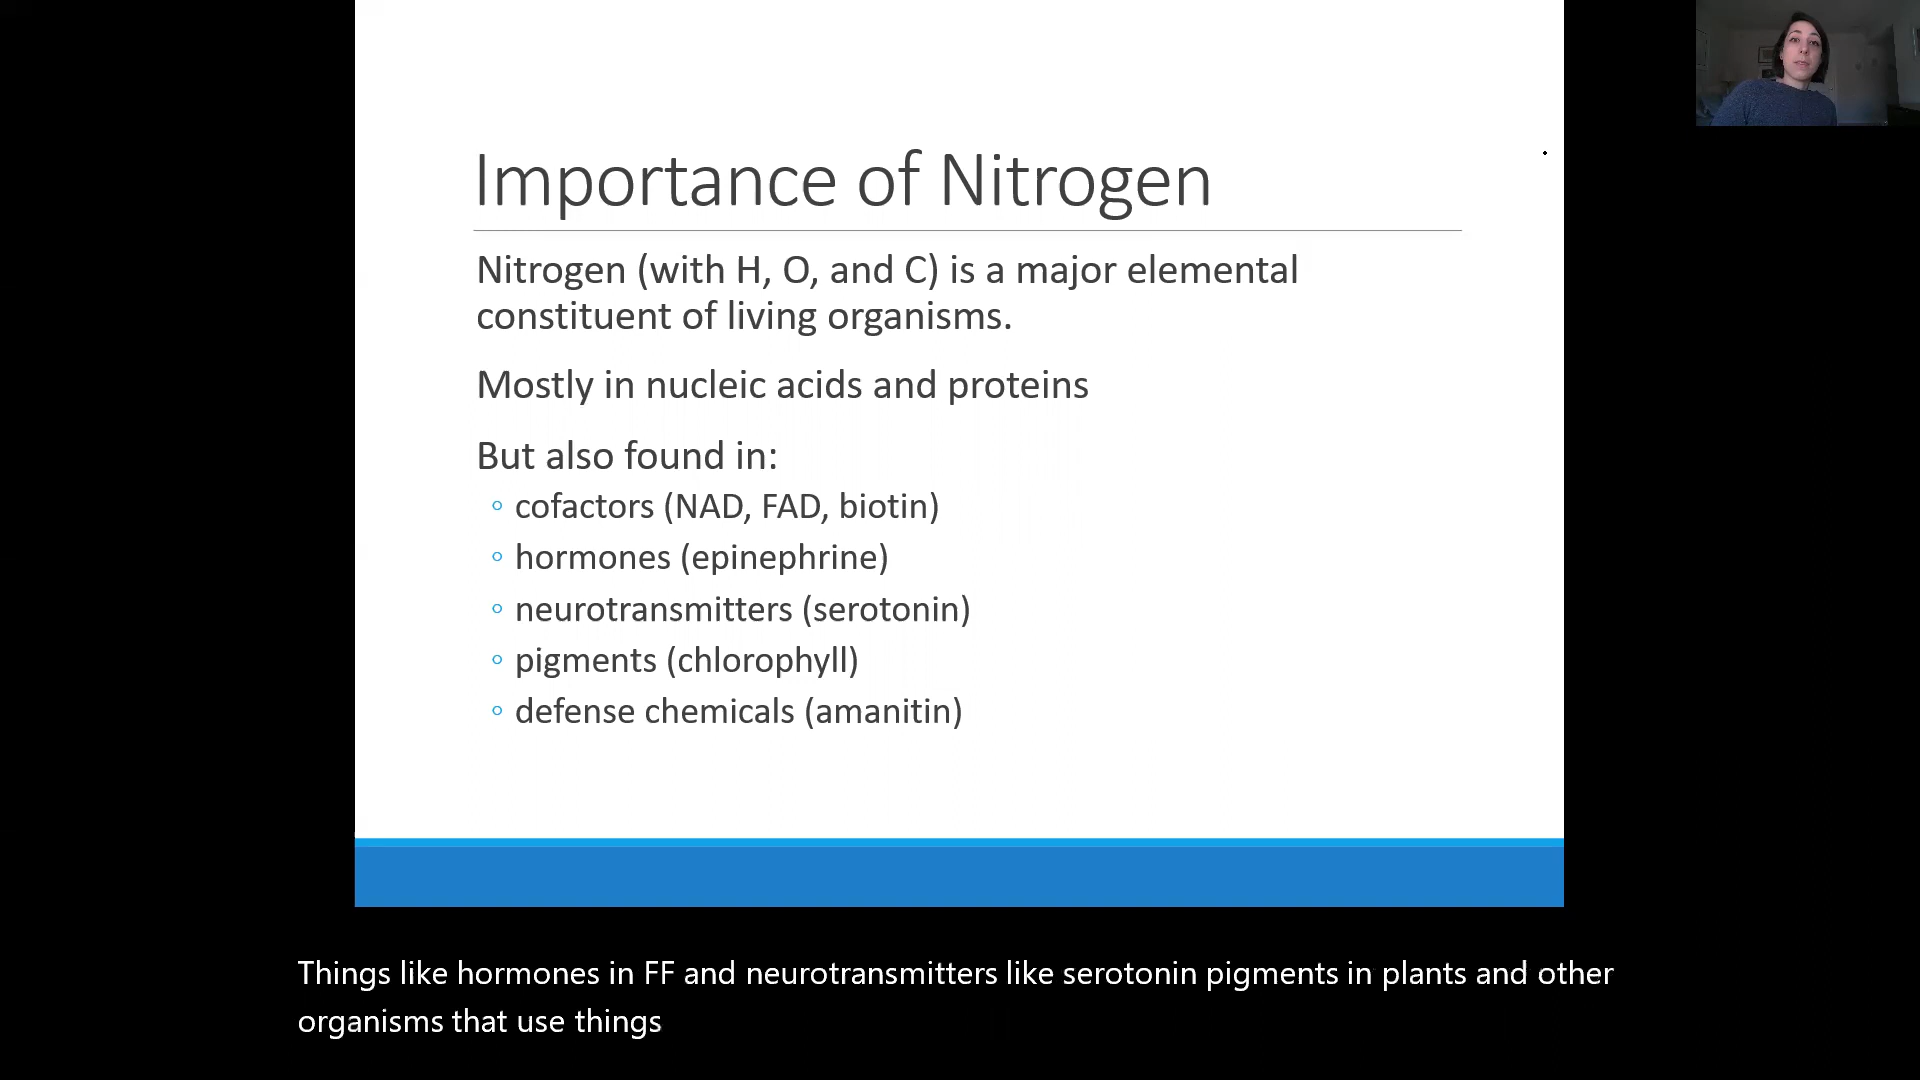 Importance of Nitrogen
Nitrogen (with H, O, and C) is a major elemental
constituent of living organisms.
Mostly in nucleic acids and proteins
But also found in:
◦ cofactors (NAD, FAD, biotin)
◦ hormones (epinephrine)
◦ neurotransmitters (serotonin)
◦ pigments (chlorophyll)
◦ defense chemicals (amanitin)
Things like hormones in FF and neurotransmitters like serotonin pigments in plants and other
organisms that use things